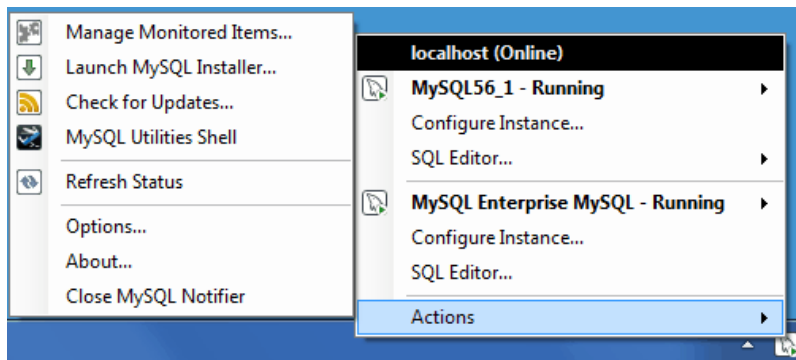 Manage Monitored Items...
Launch MySQL Installer...
Check for Updates...
MySQL Utilities Shell
Refresh Status
Options...
About...
Close MySQL Notifier
localhost (Online)
MySQL56_1 - Running
Configure Instance...
SQL Editor...
MySQL Enterprise MySQL - Running
Configure Instance...
SQL Editor...
Actions